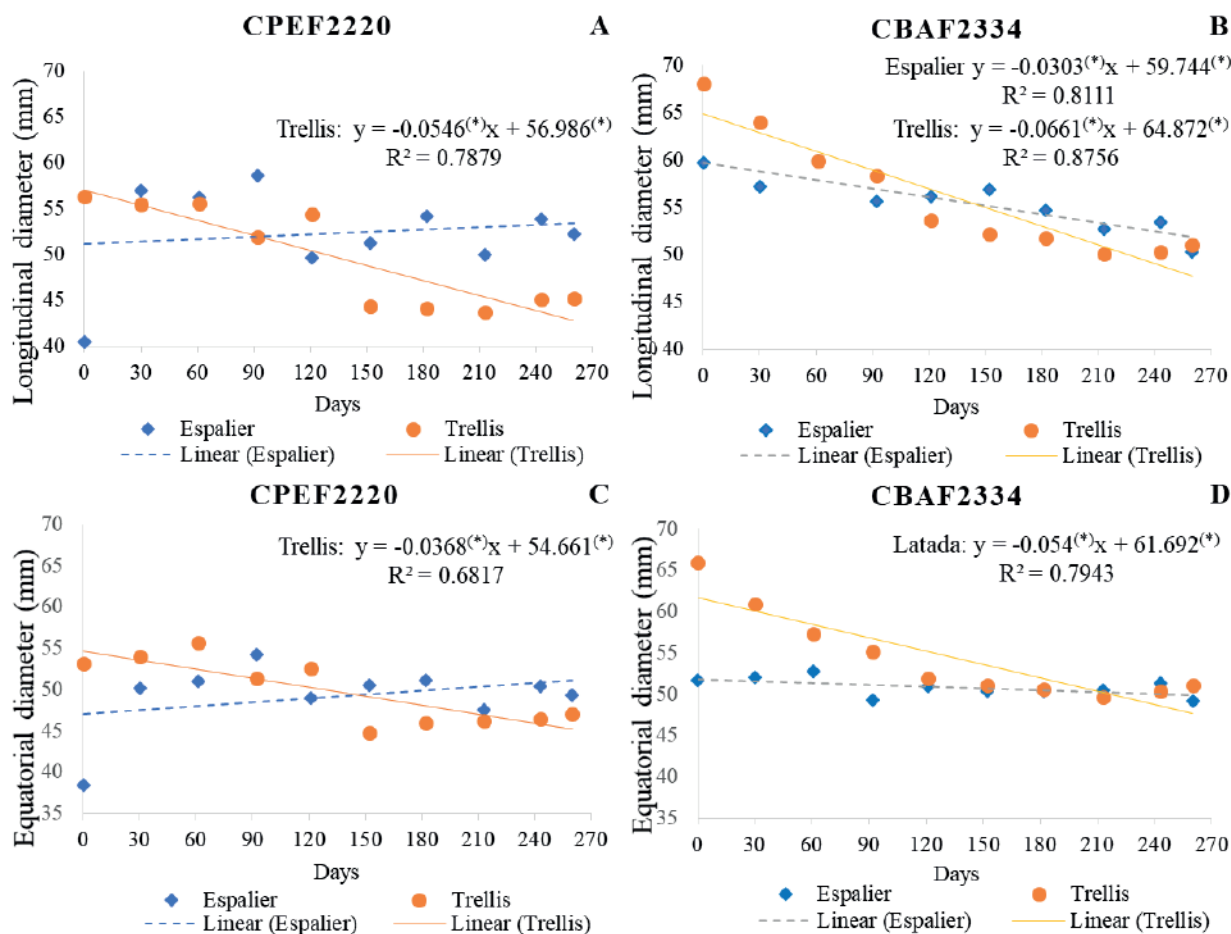 CPEF2220 A
Longitudinal diameter (mm)
70
65
60
55
50
45
40
Trellis: y = -0.0546(*)x + 56.986(*)
R² = 0.7879
0 30 60 90 120 150 180 210 240 270
Days
Espalier Trellis
Linear (Espalier) Linear (Trellis)
CBAF2334 B
Longitudinal diameter (mm)
70
65
60
55
50
45
40
Espalier y = -0.0303(*)x + 59.744(*)
R² = 0.8111
Trellis: y = -0.0661(*)x + 64.872(*)
R² = 0.8756
0 30 60 90 120 150 180 210 240 270
Days
Espalier Trellis
Linear (Espalier) Linear (Trellis)
CPEF2220 C
Equatorial diameter (mm)
70
65
60
55
50
45
40
35
Trellis: y = -0.0368(*)x + 54.661(*)
R² = 0.6817
0 30 60 90 120 150 180 210 240 270
Days
Espalier Trellis
Linear (Espalier) Linear (Trellis)
CBAF2334 D
Equatorial diameter (mm)
70
65
60
55
50
45
40
35
Latada: y = -0.054(*)x + 61.692(*)
R² = 0.7943
0 30 60 90 120 150 180 210 240 270
Days
Espalier Trellis
Linear (Espalier) Linear (Trellis)